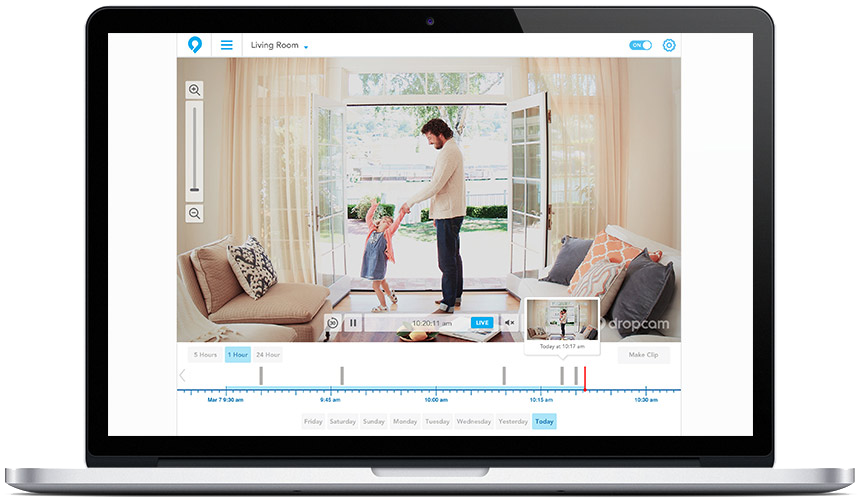 Living Room
ON
30
10:20:11 am
LIVE
dropcam
Today at 10:17 am
5 Hours
1 Hour
24 Hour
Make Clip
Mar 7 9:30 am
9:45 am
10:00 am
10:15 am
10:30 am
Friday
Saturday
Sunday
Monday
Tuesday
Wednesday
Yesterday
Today